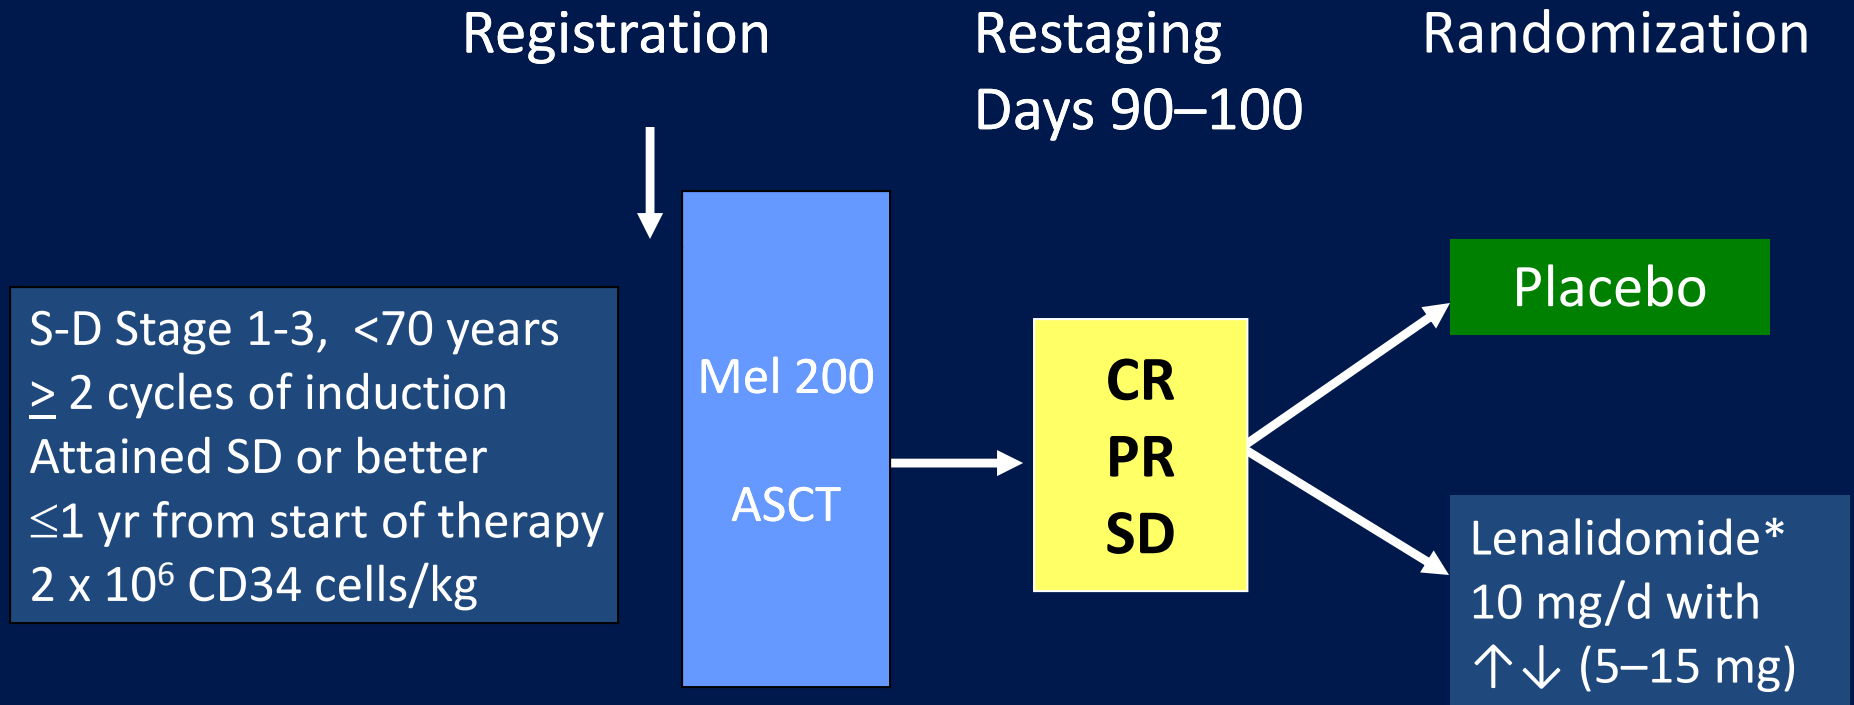 Registration
Restaging
Days 90–100
Randomization
S-D Stage 1-3, <70 years
≥ 2 cycles of induction
Attained SD or better
≤1 yr from start of therapy
2 x 10⁶ CD34 cells/kg
Mel 200
ASCT
CR
PR
SD
Placebo
Lenalidomide*
10 mg/d with
↑↓ (5–15 mg)